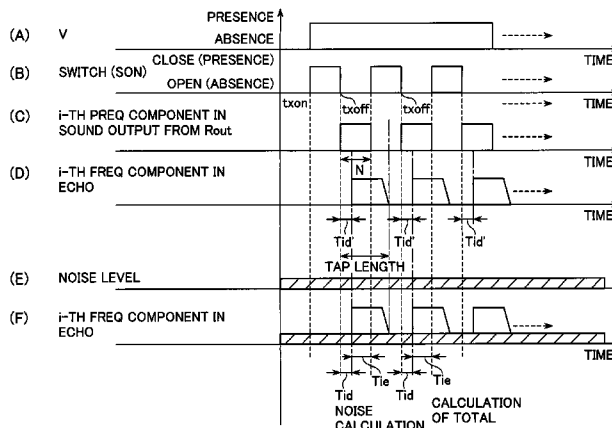 PRESENCE
(A) V
ABSENCE
TIME
CLOSE (PRESENCE)
(B) SWITCH (SON)
OPEN (ABSENCE)
TIME
txon txoff txoff
(C) i-TH PREQ COMPONENT IN
SOUND OUTPUT FROM Rout
TIME
N
(D) i-TH FREQ COMPONENT IN
ECHO
TIME
Tid' Tid' Tid'
TAP LENGTH
(E) NOISE LEVEL
TIME
(F) i-TH FREQ COMPONENT IN
ECHO
TIME
Tid Tie Tid Tie
NOISE CALCULATION
CALCULATION OF TOTAL